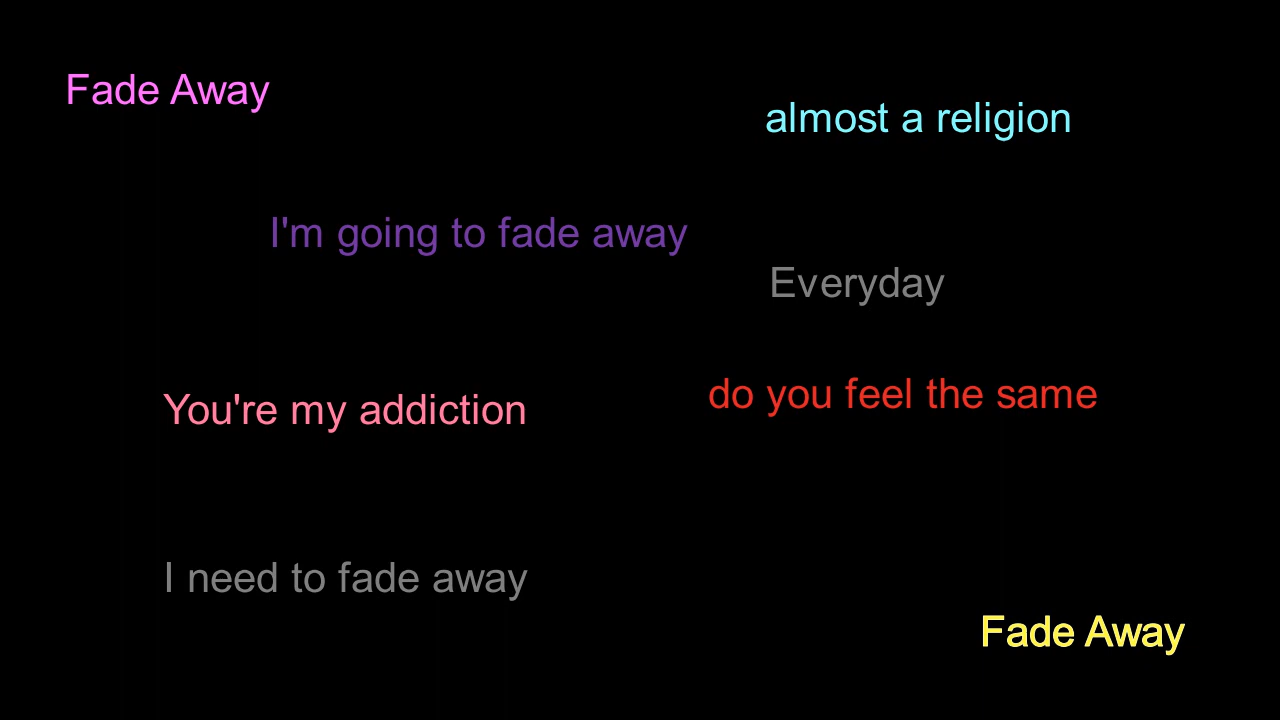 Fade Away
almost a religion
I'm going to fade away
Everyday
do you feel the same
You're my addiction
I need to fade away
Fade Away